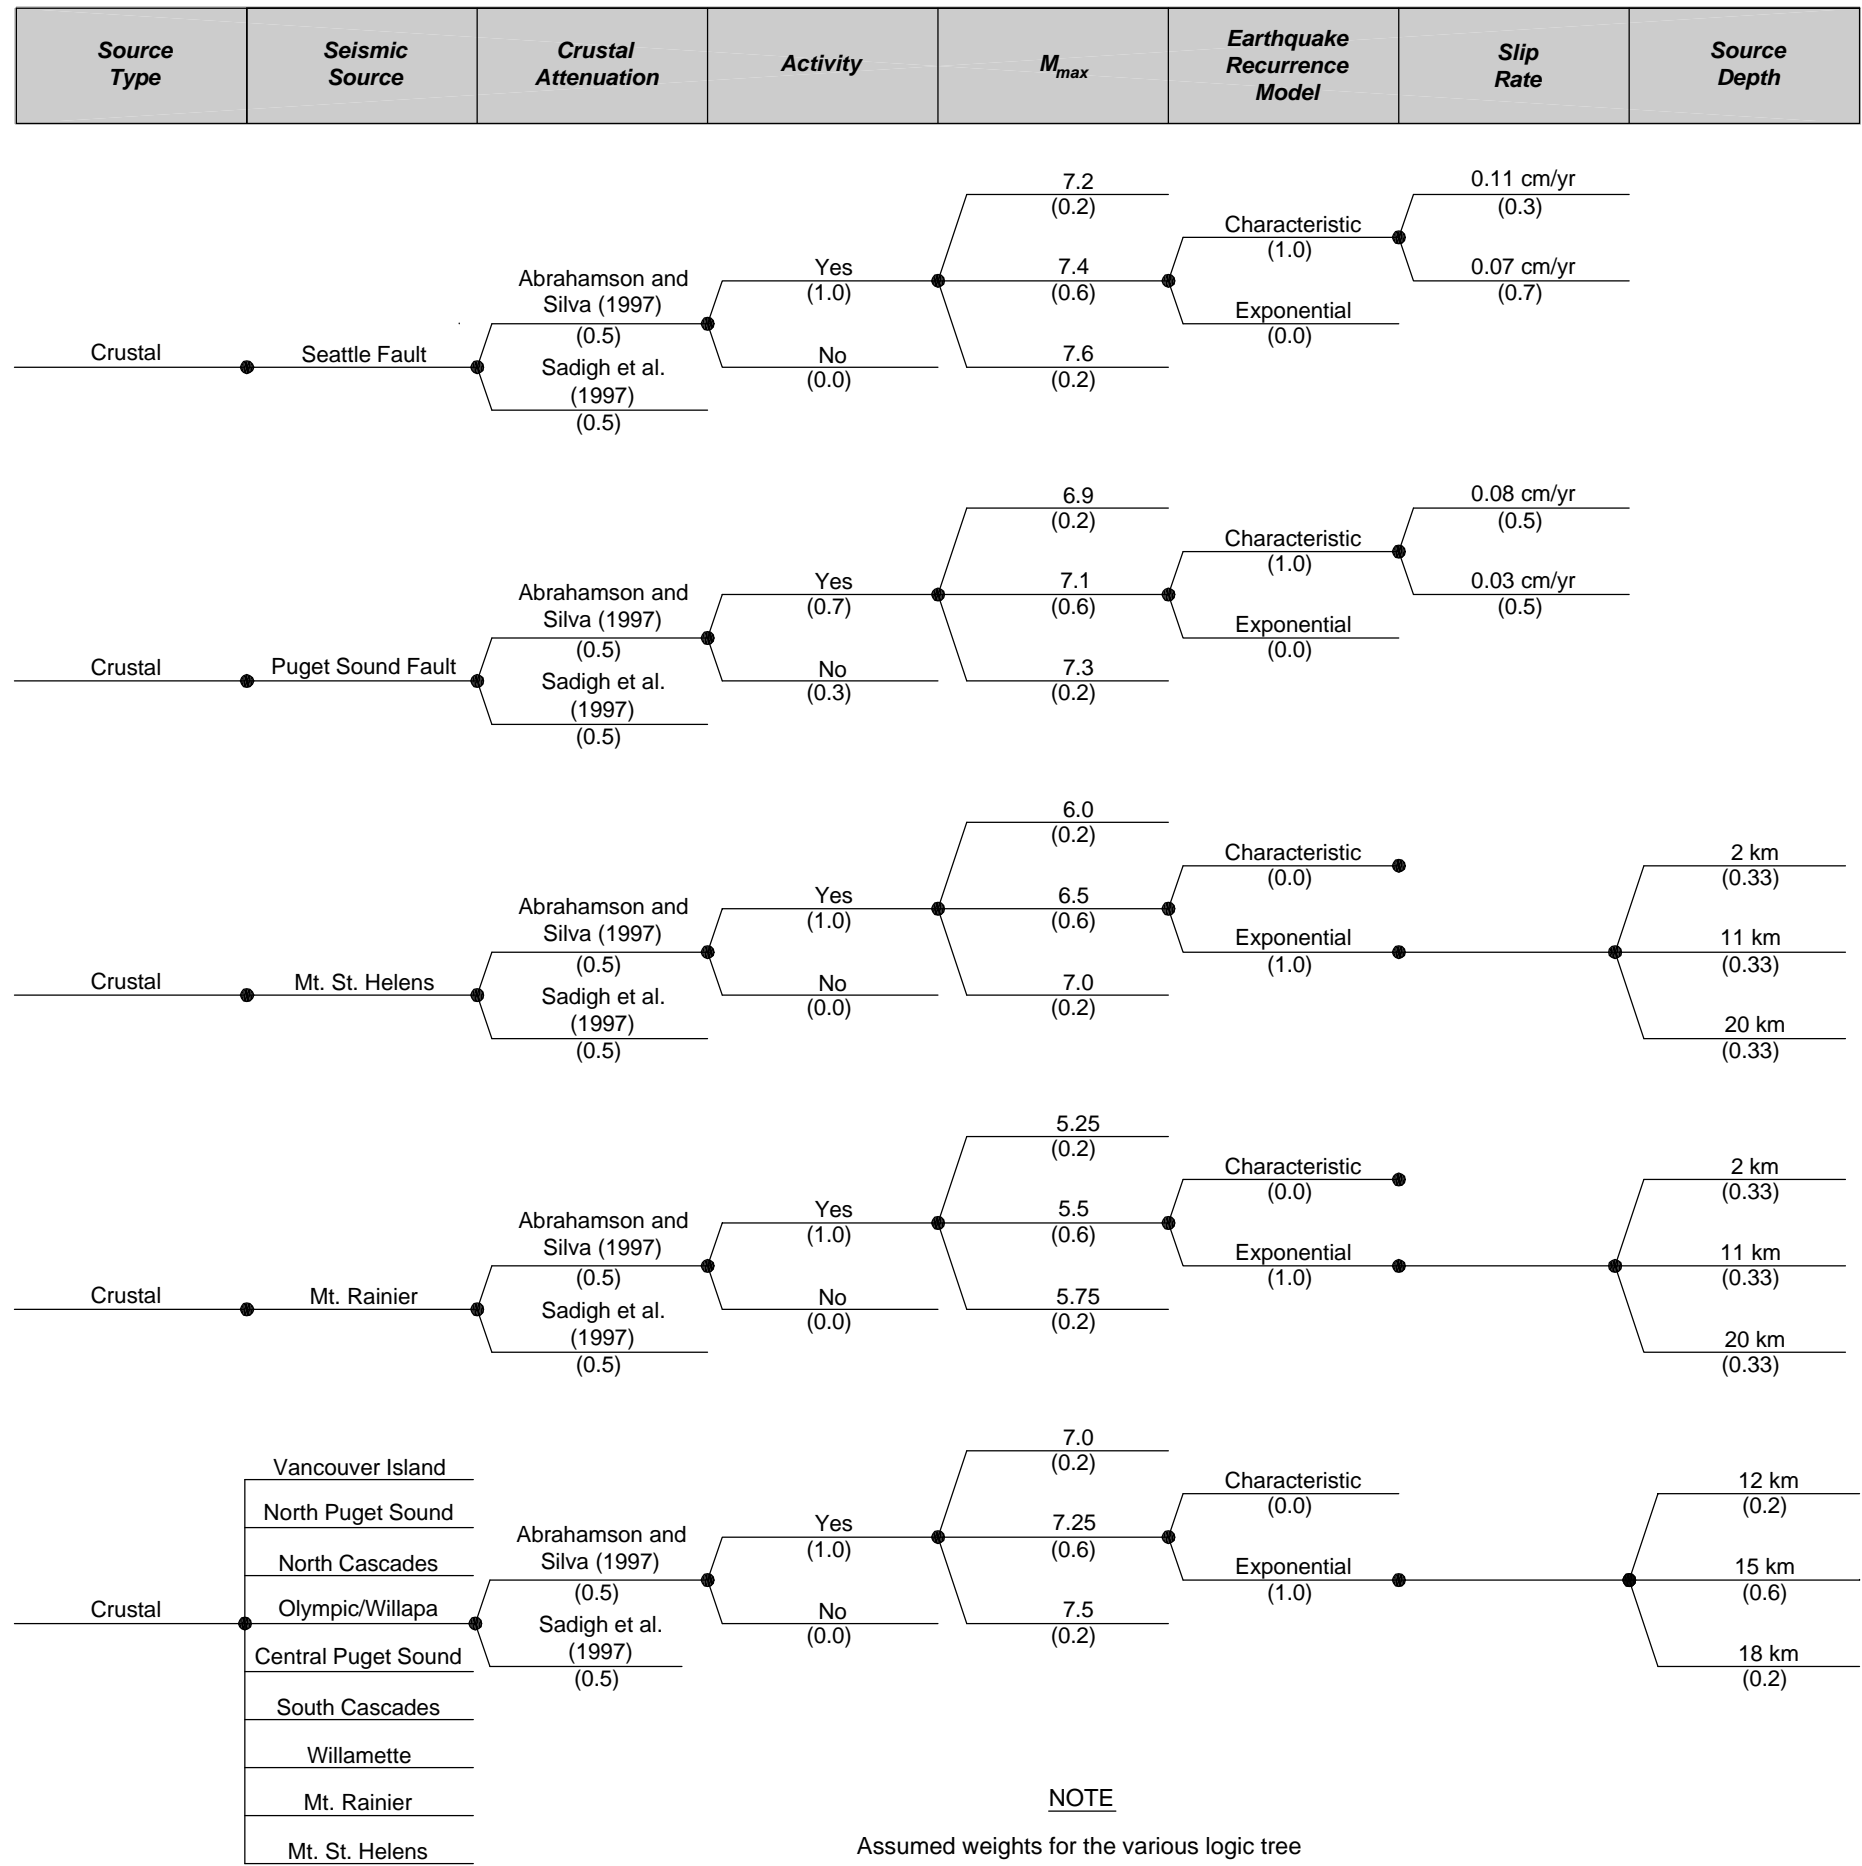 Source
Type
Seismic
Source
Crustal
Attenuation
Activity
Mmax
Earthquake
Recurrence
Model
Slip
Rate
Source
Depth
Crustal
Seattle Fault
Abrahamson and
Silva (1997)
(0.5)
Sadigh et al.
(1997)
(0.5)
Yes
(1.0)
No
(0.0)
7.2
(0.2)
7.4
(0.6)
7.6
(0.2)
Characteristic
(1.0)
Exponential
(0.0)
0.11 cm/yr
(0.3)
0.07 cm/yr
(0.7)
Crustal
Puget Sound Fault
Abrahamson and
Silva (1997)
(0.5)
Sadigh et al.
(1997)
(0.5)
Yes
(0.7)
No
(0.3)
6.9
(0.2)
7.1
(0.6)
7.3
(0.2)
Characteristic
(1.0)
Exponential
(0.0)
0.08 cm/yr
(0.5)
0.03 cm/yr
(0.5)
Crustal
Mt. St. Helens
Abrahamson and
Silva (1997)
(0.5)
Sadigh et al.
(1997)
(0.5)
Yes
(1.0)
No
(0.0)
6.0
(0.2)
6.5
(0.6)
7.0
(0.2)
Characteristic
(0.0)
Exponential
(1.0)
2 km
(0.33)
11 km
(0.33)
20 km
(0.33)
Crustal
Mt. Rainier
Abrahamson and
Silva (1997)
(0.5)
Sadigh et al.
(1997)
(0.5)
Yes
(1.0)
No
(0.0)
5.25
(0.2)
5.5
(0.6)
5.75
(0.2)
Characteristic
(0.0)
Exponential
(1.0)
2 km
(0.33)
11 km
(0.33)
20 km
(0.33)
Crustal
Vancouver Island
North Puget Sound
North Cascades
Olympic/Willapa
Central Puget Sound
South Cascades
Willamette
Mt. Rainier
Mt. St. Helens
Abrahamson and
Silva (1997)
(0.5)
Sadigh et al.
(1997)
(0.5)
Yes
(1.0)
No
(0.0)
7.0
(0.2)
7.25
(0.6)
7.5
(0.2)
Characteristic
(0.0)
Exponential
(1.0)
12 km
(0.2)
15 km
(0.6)
18 km
(0.2)
NOTE
Assumed weights for the various logic tree